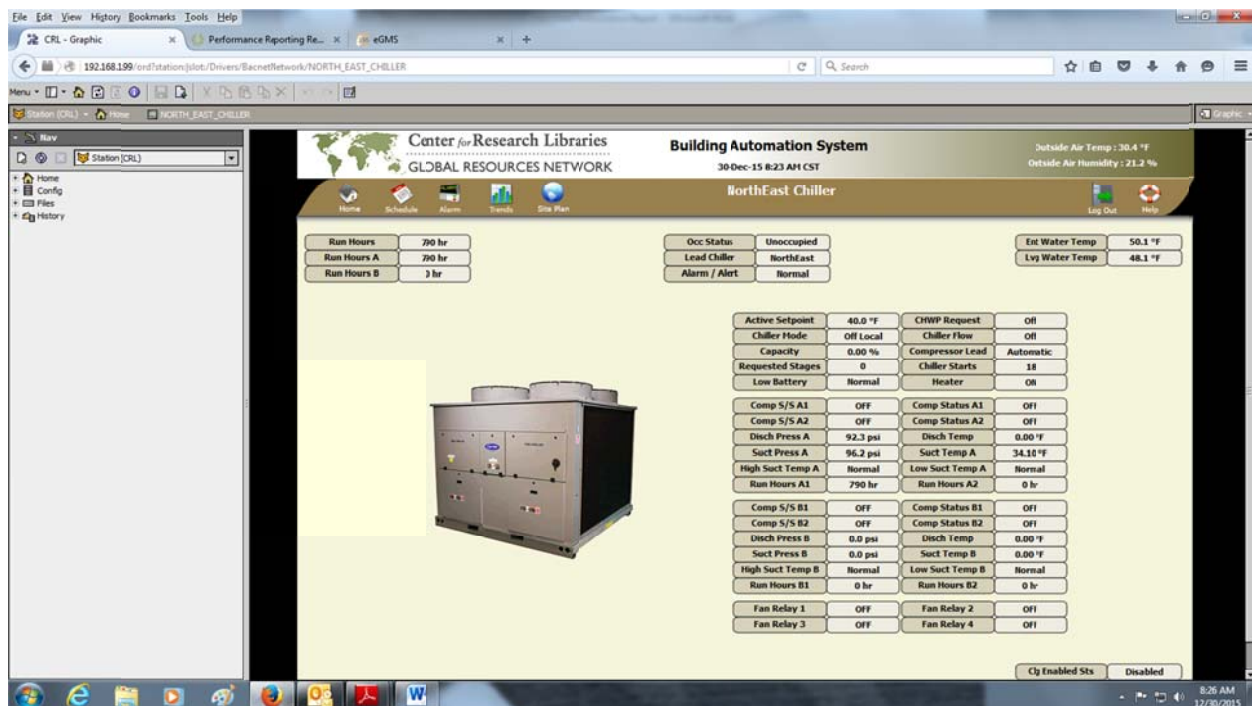 File Edit View History Bookmarks Tools Help
CRL - Graphic × Performance Reporting Re... × eGMS × +
192.168.199/ord?station:|slot:/Drivers/BacnetNetwork/NORTH_EAST_CHILLER Search
Menu
Station (CRL) Home NORTH_EAST_CHILLER Graphic
Nav
Station (CRL)
Home
Config
Files
History
Center for Research Libraries
GLOBAL RESOURCES NETWORK
Building Automation System
30-Dec-15 8:23 AM CST
Outside Air Temp : 30.4 °F
Outside Air Humidity : 21.2 %
Home Schedule Alarm Trends Site Plan
NorthEast Chiller
Log Out Help
Run Hours 790 hr
Run Hours A 790 hr
Run Hours B 0 hr
Occ Status Unoccupied
Lead Chiller NorthEast
Alarm / Alert Normal
Ent Water Temp 50.1 °F
Lvg Water Temp 48.1 °F
Active Setpoint 40.0 °F CHWP Request Off
Chiller Mode Off Local Chiller Flow Off
Capacity 0.00 % Compressor Lead Automatic
Requested Stages 0 Chiller Starts 18
Low Battery Normal Heater
Comp S/S A1 OFF Comp Status A1 OFF
Comp S/S A2 OFF Comp Status A2 OFF
Disch Press A 92.3 psi Disch Temp 0.00 °F
Suct Press A 96.2 psi Suct Temp A 34.10 °F
High Suct Temp A Normal Low Suct Temp A Normal
Run Hours A1 790 hr Run Hours A2 0 hr
Comp S/S B1 OFF Comp Status B1 OFF
Comp S/S B2 OFF Comp Status B2 OFF
Disch Press B 0.0 psi Disch Temp 0.00 °F
Suct Press B 0.0 psi Suct Temp B 0.00 °F
High Suct Temp B Normal Low Suct Temp B Normal
Run Hours B1 0 hr Run Hours B2 0 hr
Fan Relay 1 OFF Fan Relay 2 OFF
Fan Relay 3 OFF Fan Relay 4 OFF
Clg Enabled Sts Disabled
8:26 AM
12/30/2015